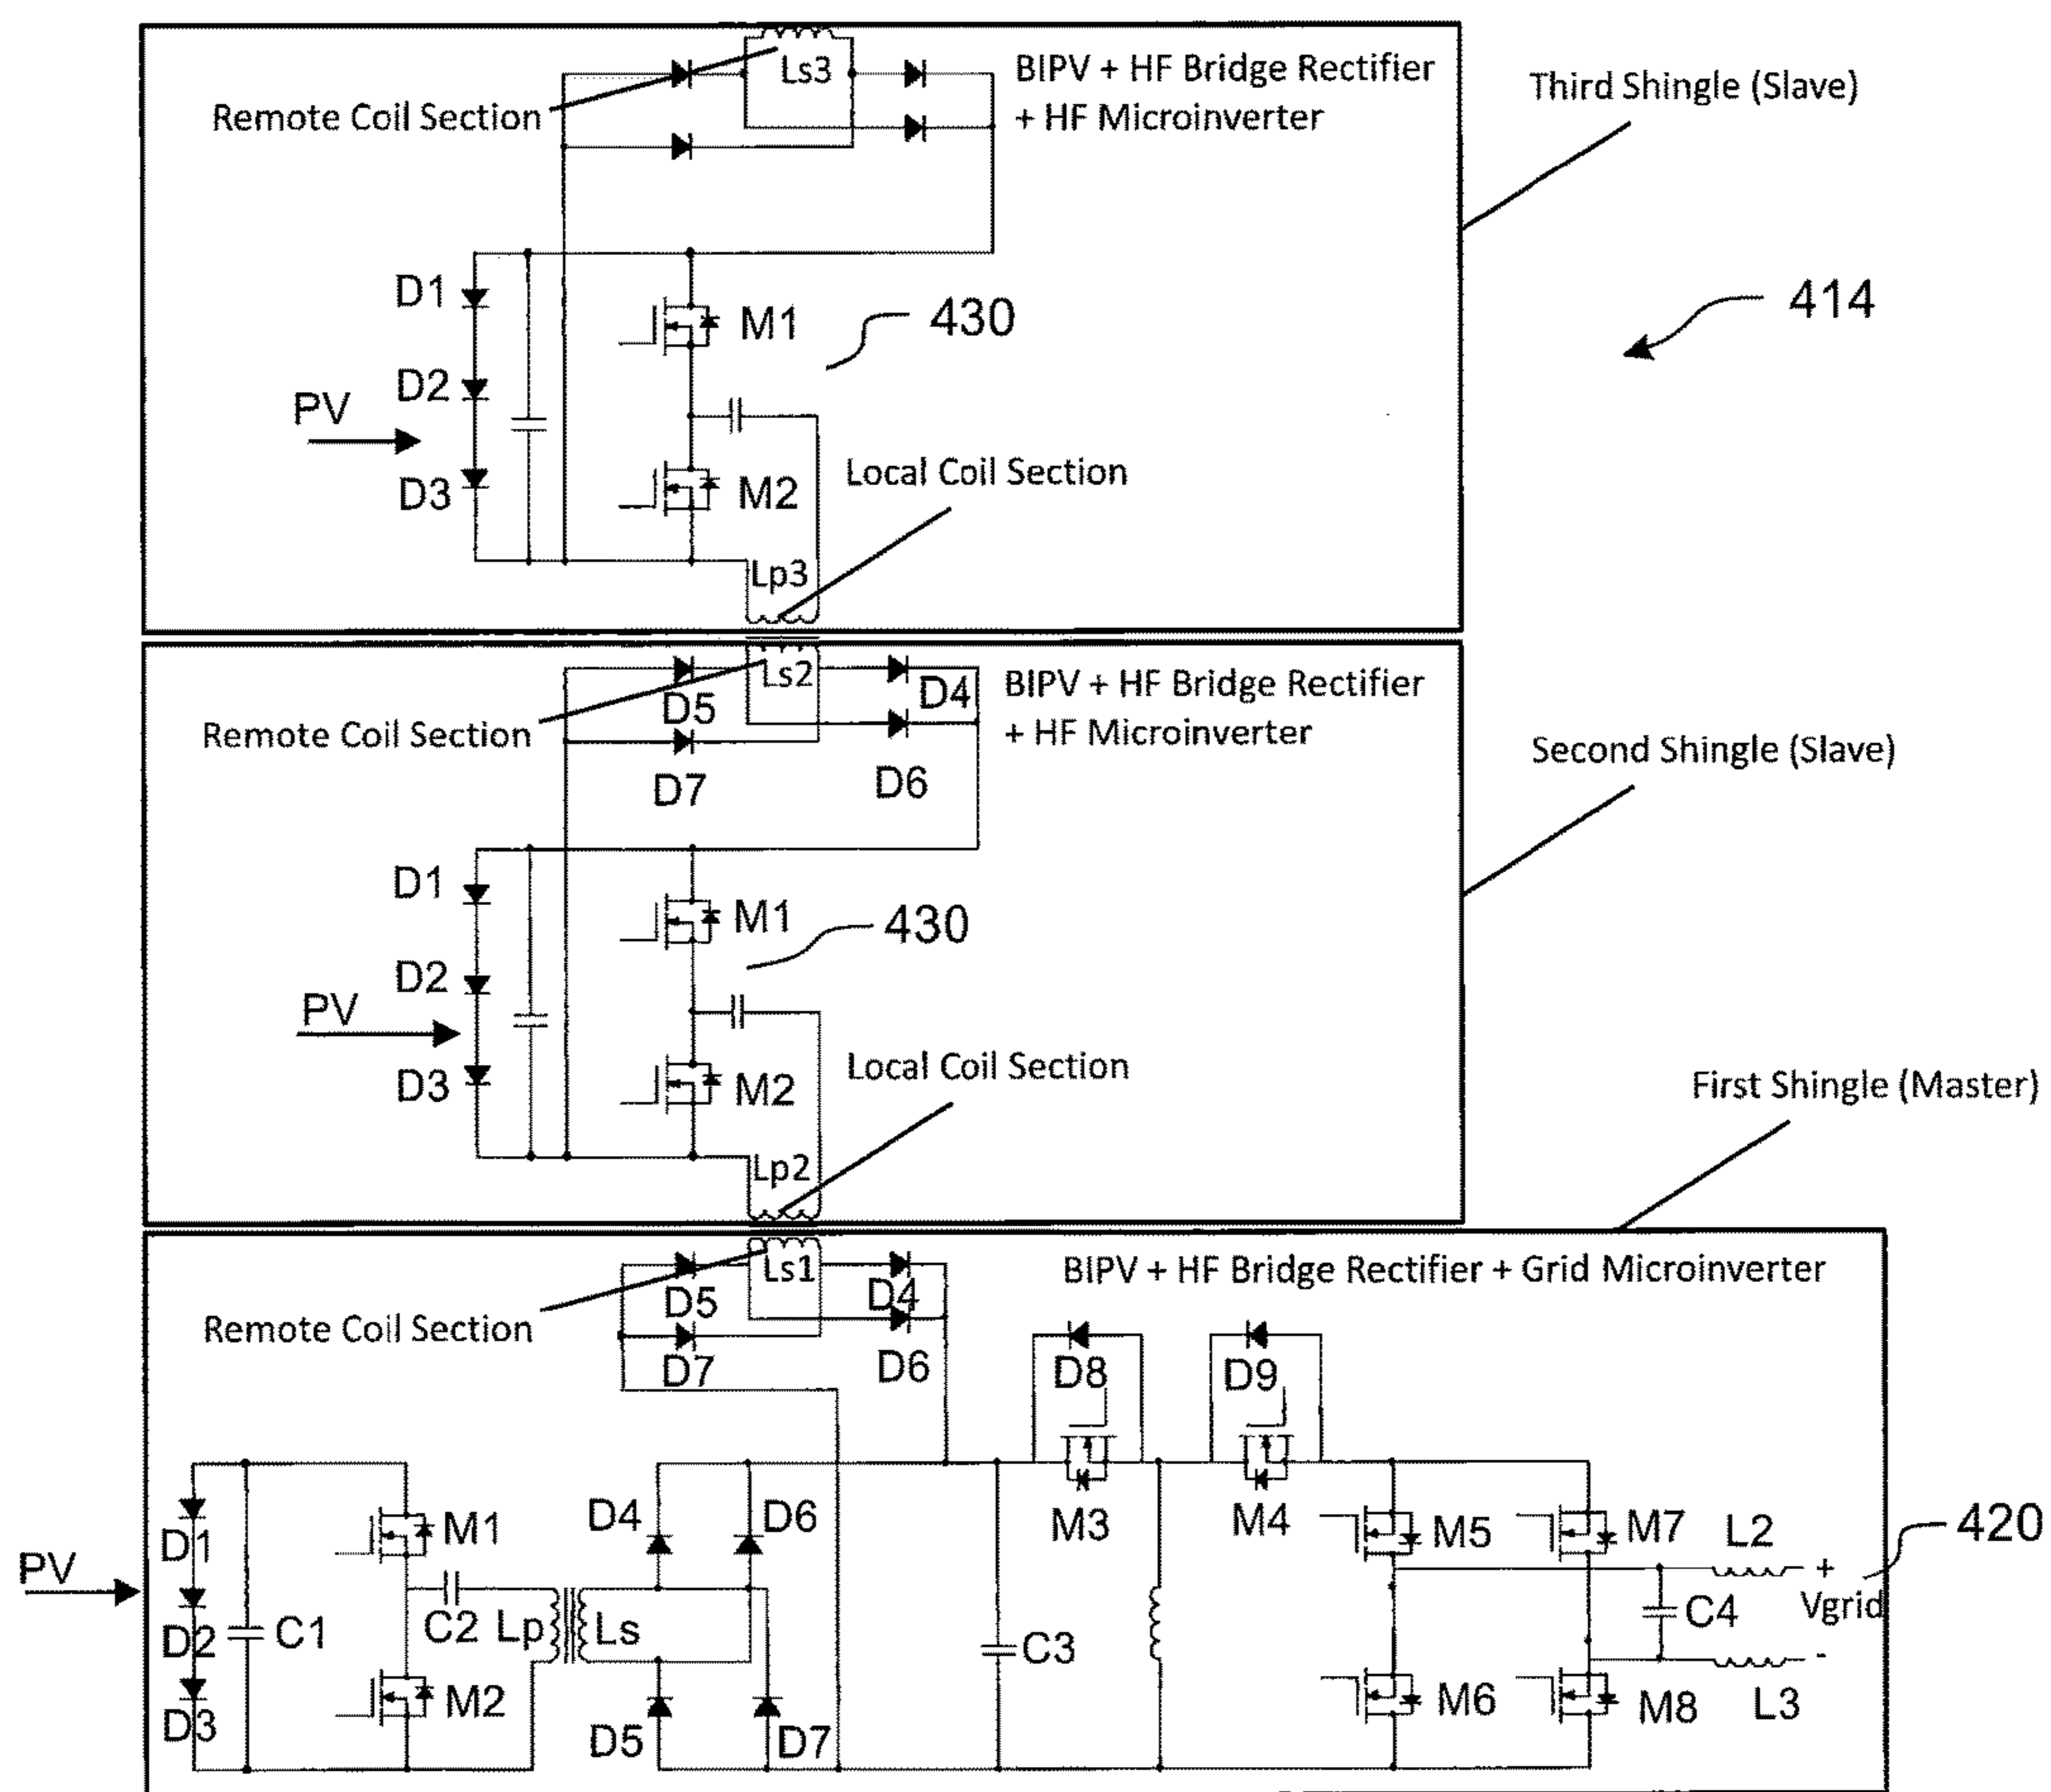 Ls3
BIPV + HF Bridge Rectifier
+ HF Microinverter
Third Shingle (Slave)
Remote Coil Section
D1
M1
430
414
D2
PV
D3
M2
Local Coil Section
Lp3
Ls2
D5
D4
BIPV + HF Bridge Rectifier
+ HF Microinverter
Remote Coil Section
D7
D6
Second Shingle (Slave)
D1
M1
430
D2
PV
D3
M2
Local Coil Section
Lp2
First Shingle (Master)
Ls1
BIPV + HF Bridge Rectifier + Grid Microinverter
D5
D4
Remote Coil Section
D7
D6
D8
D9
D4
D6
M3
M4
M5
M7
L2
420
PV
D1
M1
+
Vgrid
-
D2
C1
C2
Lp
Ls
C3
C4
D3
M2
D5
D7
M6
M8
L3